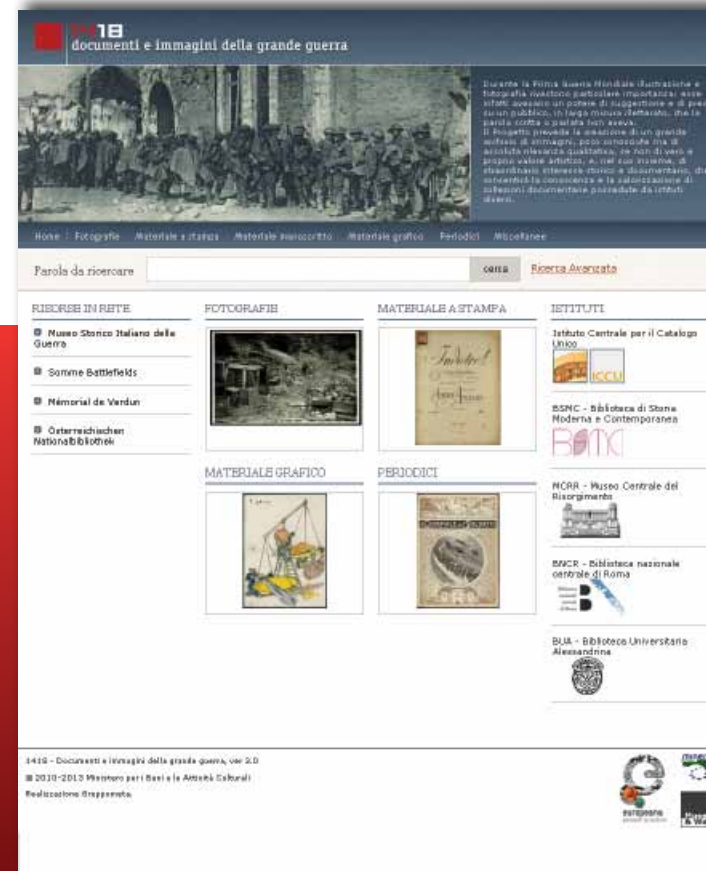 1418
documenti e immagini della grande guerra
Durante la Prima Guerra Mondiale illustrazione e
fotografia rivestono particolare importanza: esse
infatti avevano un potere di suggestione e di
su un pubblico, in larga misura illetterato, che la
parola scritta o parlata non aveva.
Il Progetto prevede la creazione di un grande
archivio di immagini, poco conosciute ma di
assoluta rilevanza qualitativa, se non di vero e
proprio valore artistico, e, nel suo insieme, di
straordinario interesse storico e documentario, che
consentirà la conoscenza e la valorizzazione di
collezioni documentarie possedute da istituti
diversi.
Home Fotografie Materiale a stampa Materiale manoscritto Materiale grafico Periodici Miscellanee
Parola da ricercare cerca Ricerca Avanzata
RISORSE IN RETE
Museo Storico Italiano della
Guerra
Somme Battlefields
Mémorial de Verdun
Österreichischen
Nationalbibliothek
FOTOGRAFIE
MATERIALE A STAMPA
MATERIALE GRAFICO
PERIODICI
ISTITUTI
Istituto Centrale per il Catalogo
Unico
ICCU
BSMC - Biblioteca di Storia
Moderna e Contemporanea
BSMC
MCRR - Museo Centrale del
Risorgimento
BNCR - Biblioteca nazionale
centrale di Roma
BUA - Biblioteca Universitaria
Alessandrina
1418 - Documenti e immagini della grande guerra, ver 2.0
2010-2013 Ministero per i Beni e le Attività Culturali
Realizzazione Gruppometa
europeana